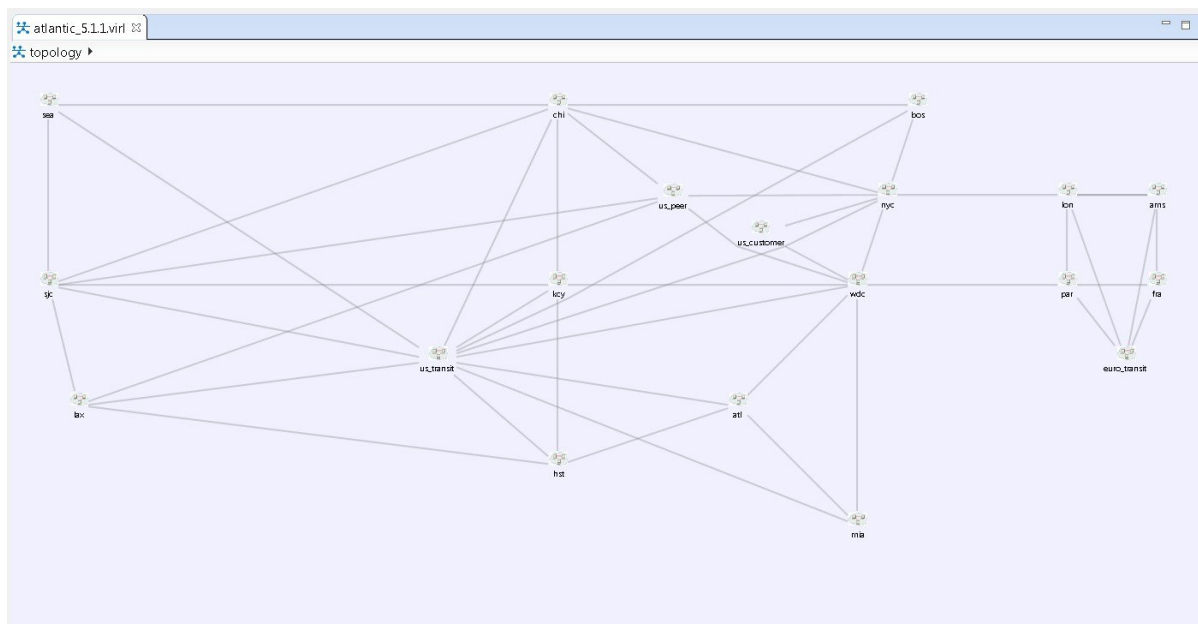 atlantic_5.1.1.virl
topology
sea
chi
bos
us_peer
nyc
lon
ams
us_customer
sjc
kcy
wdc
par
fra
us_transit
euro_transit
lax
atl
hst
mia